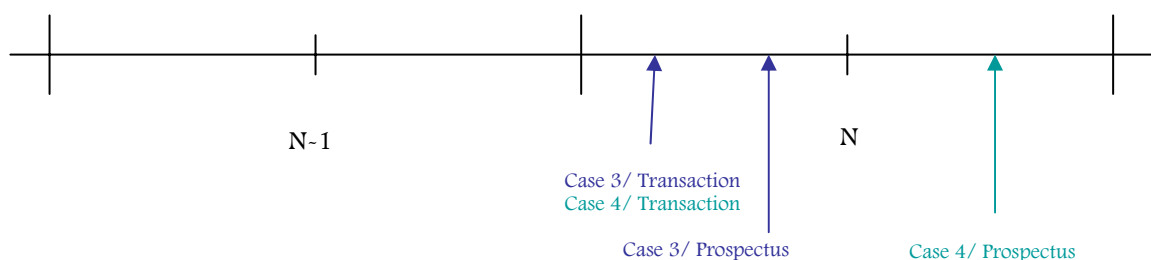 N-1
N
Case 3/ Transaction
Case 4/ Transaction
Case 3/ Prospectus
Case 4/ Prospectus